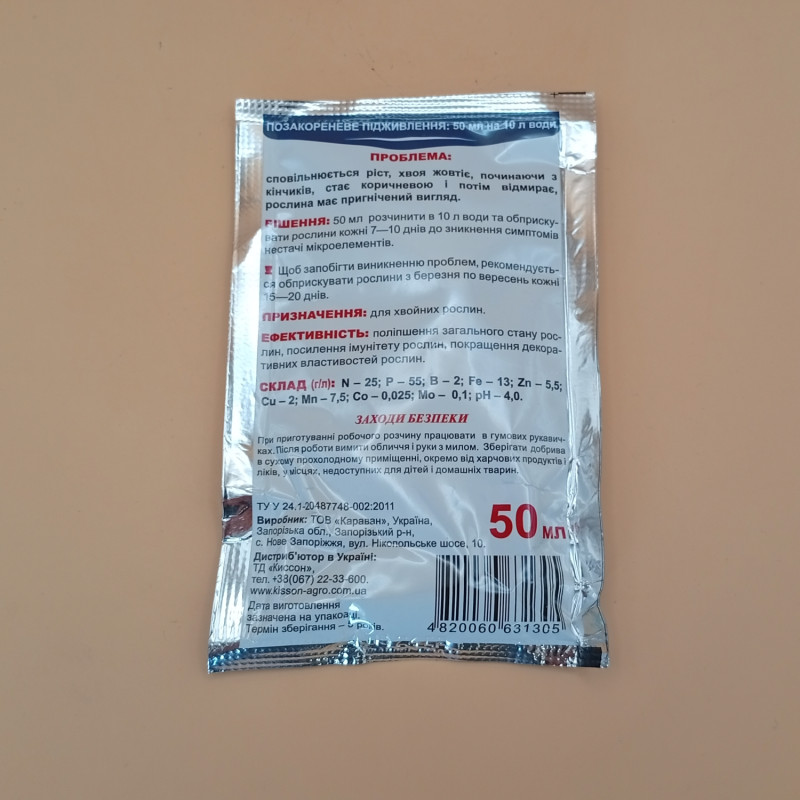 ПОЗАКОРЕНЕВЕ ПІДЖИВЛЕННЯ: 50 мл на 10 л води
ПРОБЛЕМА:
сповільнюється ріст, хвоя жовтіє, починаючи з
кінчиків, стає коричневою і потім відмирає,
рослина має пригнічений вигляд.
РІШЕННЯ: 50 мл розчинити в 10 л води та обприску-
вати рослини кожні 7—10 днів до зникнення симптомів
нестачі мікроелементів.
Щоб запобігти виникненню проблем, рекомендуєть-
ся обприскувати рослини з березня по вересень кожні
15—20 днів.
ПРИЗНАЧЕННЯ: для хвойних рослин.
ЕФЕКТИВНІСТЬ: поліпшення загального стану рос-
лин, посилення імунітету рослин, покращення декора-
тивних властивостей рослин.
СКЛАД (г/л): N – 25; P – 55; B – 2; Fe – 13; Zn – 5,5;
Cu – 2; Mn – 7,5; Co – 0,025; Mo – 0,1; pH – 4,0.
ЗАХОДИ БЕЗПЕКИ
При приготуванні робочого розчину працювати в гумових рукавич-
ках. Після роботи вимити обличчя і руки з милом. Зберігати добрива
в сухому прохолодному приміщенні, окремо від харчових продуктів і
ліків, у місцях, недоступних для дітей і домашніх тварин.
ТУ У 24.1-20487748-002:2011
Виробник: ТОВ «Караван», Україна,
Запорізька обл., Запорізький р-н,
с. Нове Запоріжжя, вул. Нікопольське шосе, 10.
50 мл
Дистриб'ютор в Україні:
ТД «Киссон»,
тел. +38(067) 22-33-600.
www.kisson-agro.com.ua
Дата виготовлення
зазначена на упаковці.
Термін зберігання – 5 років.
4 820060 631305